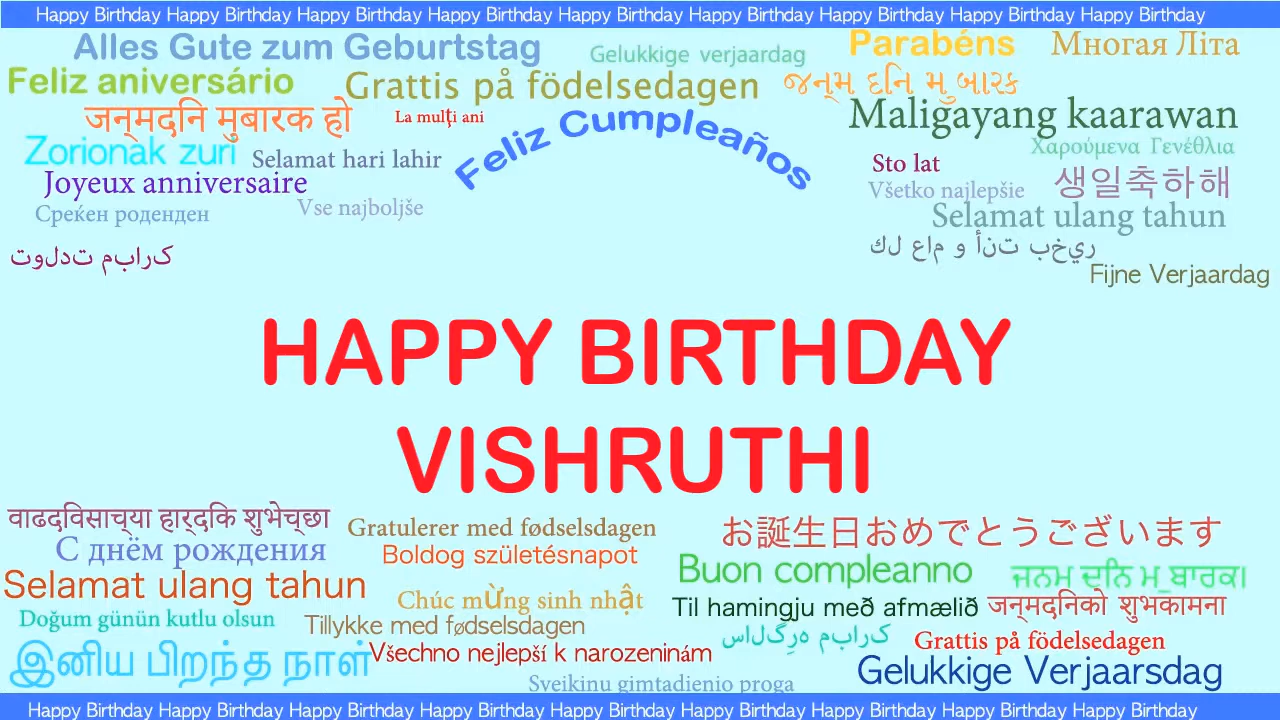 Happy Birthday Happy Birthday Happy Birthday Happy Birthday Happy Birthday Happy Birthday Happy Birthday Happy Birthday Happy Birthday
Alles Gute zum Geburtstag
Gelukkige verjaardag
Parabéns
Многая Літа
Feliz aniversário
Grattis på födelsedagen
જન્મ દિન મુબારક
जन्मदिन मुबारक हो
La mulţi ani
Feliz Cumpleaños
Maligayang kaarawan
Zorionak zuri
Selamat hari lahir
Χαρούμενα Γενέθλια
Sto lat
Joyeux anniversaire
Všetko najlepšie
생일축하해
Срeќен роденден
Vse najboljše
Selamat ulang tahun
تولدت مبارک
كل عام و أنت بخير
Fijne Verjaardag
HAPPY BIRTHDAY
VISHRUTHI
वाढदिवसाच्या हार्दिक शुभेच्छा
Gratulerer med fødselsdagen
お誕生日おめでとうございます
С днём рождения
Boldog születésnapot
Buon compleanno
ਜਨਮ ਦਿਨ ਮੁਬਾਰਕ।
Selamat ulang tahun
Chúc mừng sinh nhật
Til hamingju með afmælið
जन्मदिनको शुभकामना
Doğum günün kutlu olsun
Tillykke med fødselsdagen
سالگرہ مبارک
Grattis på födelsedagen
இனிய பிறந்த நாள்
Všechno nejlepší k narozeninám
Gelukkige Verjaarsdag
Sveikinu gimtadienio proga
Happy Birthday Happy Birthday Happy Birthday Happy Birthday Happy Birthday Happy Birthday Happy Birthday Happy Birthday Happy Birthday